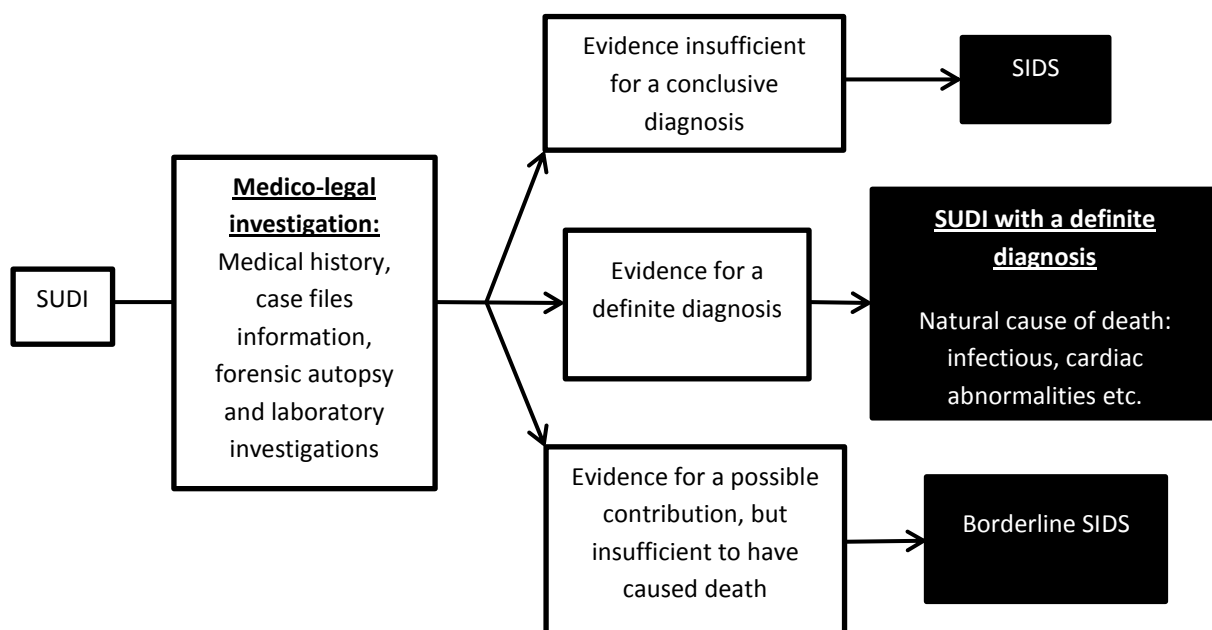 SUDI
Medico-legal
investigation:
Medical history,
case files
information,
forensic autopsy
and laboratory
investigations
Evidence insufficient
for a conclusive
diagnosis
SIDS
Evidence for a
definite diagnosis
SUDI with a definite
diagnosis
Natural cause of death:
infectious, cardiac
abnormalities etc.
Evidence for a possible
contribution, but
insufficient to have
caused death
Borderline SIDS